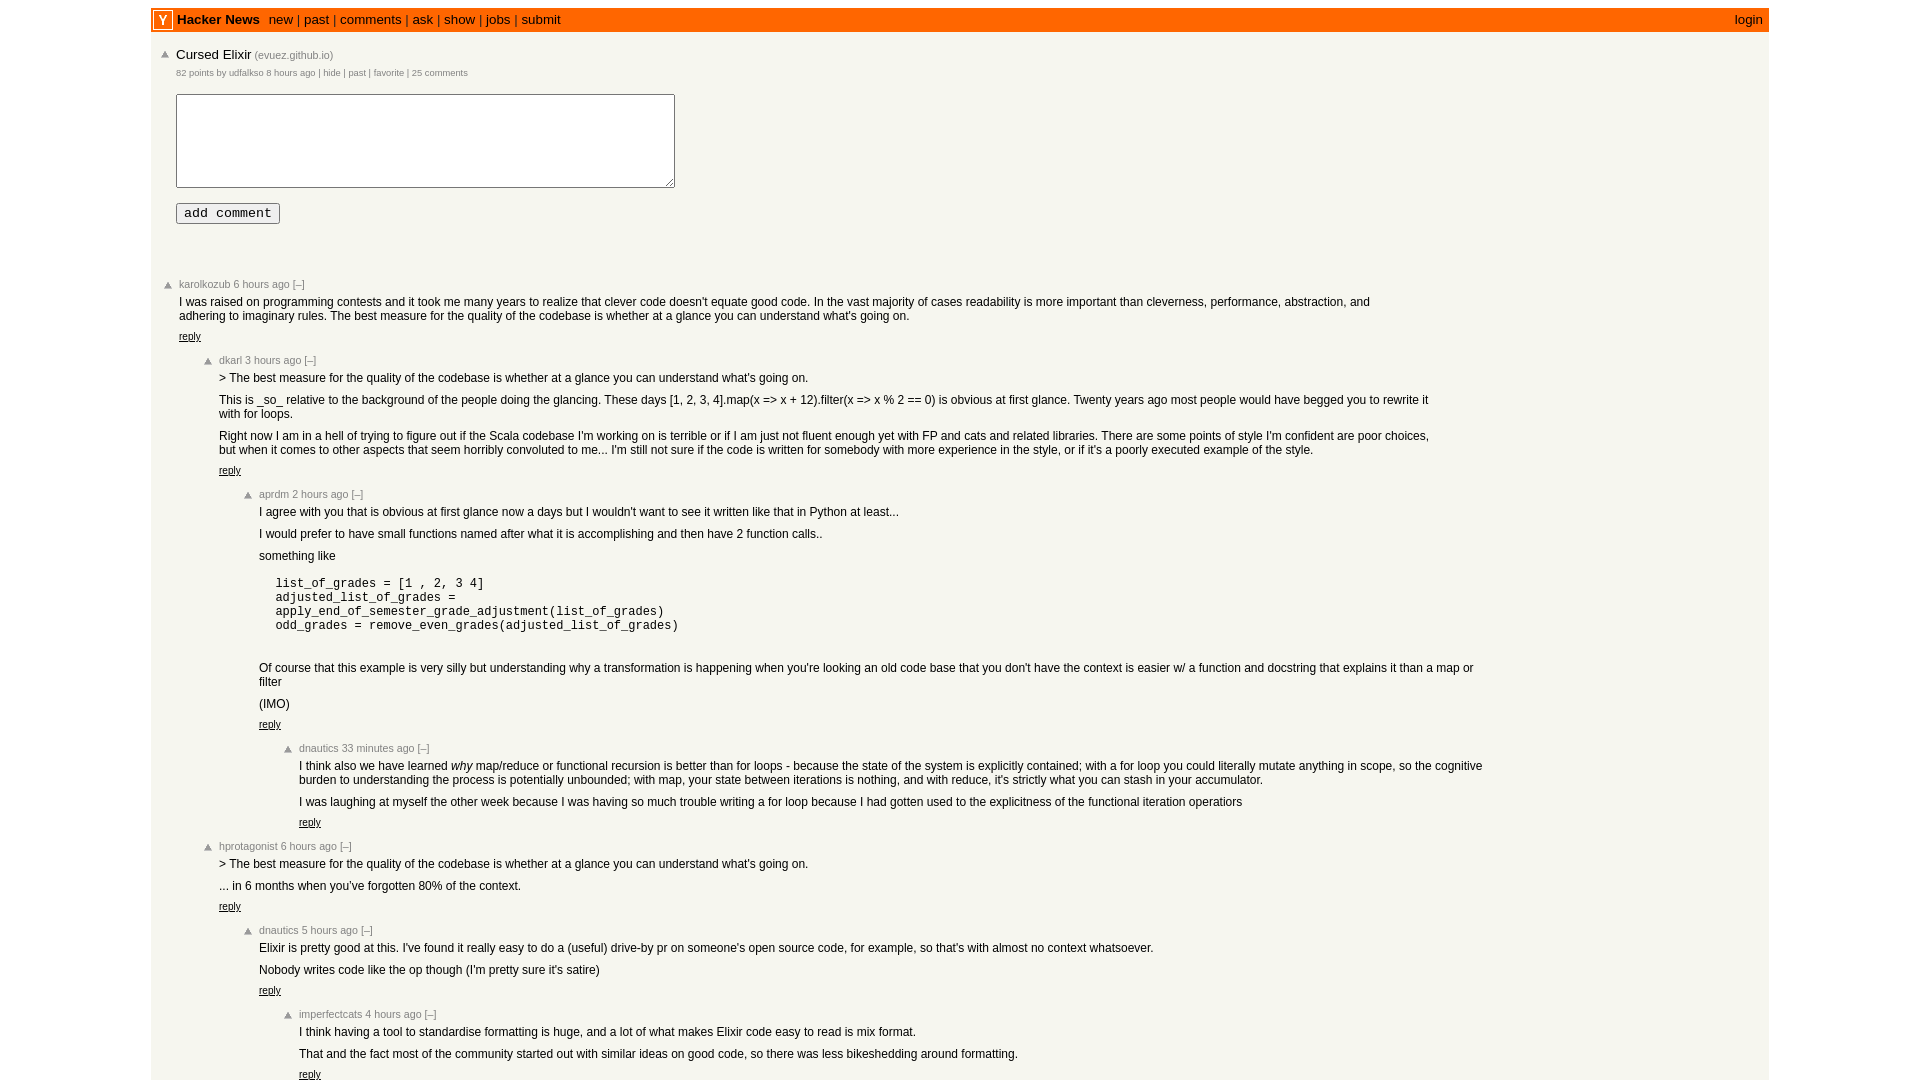 Y Hacker News new | past | comments | ask | show | jobs | submit login
Cursed Elixir (evuez.github.io)
82 points by udfalkso 8 hours ago | hide | past | favorite | 25 comments
add comment
karolkozub 6 hours ago [–]
I was raised on programming contests and it took me many years to realize that clever code doesn't equate good code. In the vast majority of cases readability is more important than cleverness, performance, abstraction, and
adhering to imaginary rules. The best measure for the quality of the codebase is whether at a glance you can understand what's going on.
reply
dkarl 3 hours ago [–]
> The best measure for the quality of the codebase is whether at a glance you can understand what's going on.
This is _so_ relative to the background of the people doing the glancing. These days [1, 2, 3, 4].map(x => x + 12).filter(x => x % 2 == 0) is obvious at first glance. Twenty years ago most people would have begged you to rewrite it
with for loops.
Right now I am in a hell of trying to figure out if the Scala codebase I'm working on is terrible or if I am just not fluent enough yet with FP and cats and related libraries. There are some points of style I'm confident are poor choices,
but when it comes to other aspects that seem horribly convoluted to me... I'm still not sure if the code is written for somebody with more experience in the style, or if it's a poorly executed example of the style.
reply
aprdm 2 hours ago [–]
I agree with you that is obvious at first glance now a days but I wouldn't want to see it written like that in Python at least...
I would prefer to have small functions named after what it is accomplishing and then have 2 function calls..
something like
list_of_grades = [1 , 2, 3 4]
adjusted_list_of_grades =
apply_end_of_semester_grade_adjustment(list_of_grades)
odd_grades = remove_even_grades(adjusted_list_of_grades)
Of course that this example is very silly but understanding why a transformation is happening when you're looking an old code base that you don't have the context is easier w/ a function and docstring that explains it than a map or
filter
(IMO)
reply
dnautics 33 minutes ago [–]
I think also we have learned why map/reduce or functional recursion is better than for loops - because the state of the system is explicitly contained; with a for loop you could literally mutate anything in scope, so the cognitive
burden to understanding the process is potentially unbounded; with map, your state between iterations is nothing, and with reduce, it's strictly what you can stash in your accumulator.
I was laughing at myself the other week because I was having so much trouble writing a for loop because I had gotten used to the explicitness of the functional iteration operatiors
reply
hprotagonist 6 hours ago [–]
> The best measure for the quality of the codebase is whether at a glance you can understand what's going on.
... in 6 months when you've forgotten 80% of the context.
reply
dnautics 5 hours ago [–]
Elixir is pretty good at this. I've found it really easy to do a (useful) drive-by pr on someone's open source code, for example, so that's with almost no context whatsoever.
Nobody writes code like the op though (I'm pretty sure it's satire)
reply
imperfectcats 4 hours ago [–]
I think having a tool to standardise formatting is huge, and a lot of what makes Elixir code easy to read is mix format.
That and the fact most of the community started out with similar ideas on good code, so there was less bikeshedding around formatting.
reply